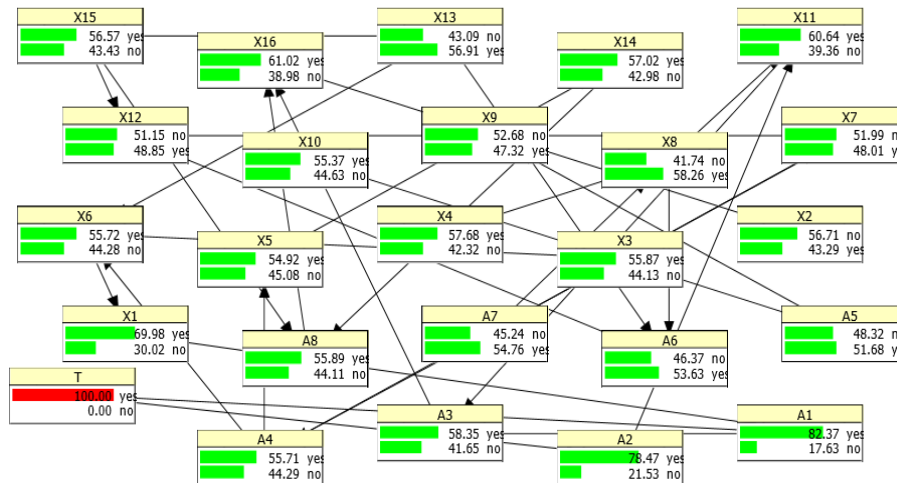 X15
56.57 yes
43.43 no
X16
61.02 yes
38.98 no
X13
43.09 no
56.91 yes
X14
57.02 yes
42.98 no
X11
60.64 yes
39.36 no
X12
51.15 no
48.85 yes
X10
55.37 yes
44.63 no
X9
52.68 no
47.32 yes
X8
41.74 no
58.26 yes
X7
51.99 no
48.01 yes
X6
55.72 yes
44.28 no
X5
54.92 no
45.08 yes
X4
57.68 yes
42.32 no
X3
55.87 yes
44.13 no
X2
56.71 no
43.29 yes
X1
69.98 yes
30.02 no
A8
55.89 yes
44.11 no
A7
45.24 no
54.76 yes
A6
46.37 no
53.63 yes
A5
48.32 no
51.68 yes
T
100.00 yes
0.00 no
A4
55.71 yes
44.29 no
A3
58.35 yes
41.65 no
A2
78.47 yes
21.53 no
A1
82.37 yes
17.63 no